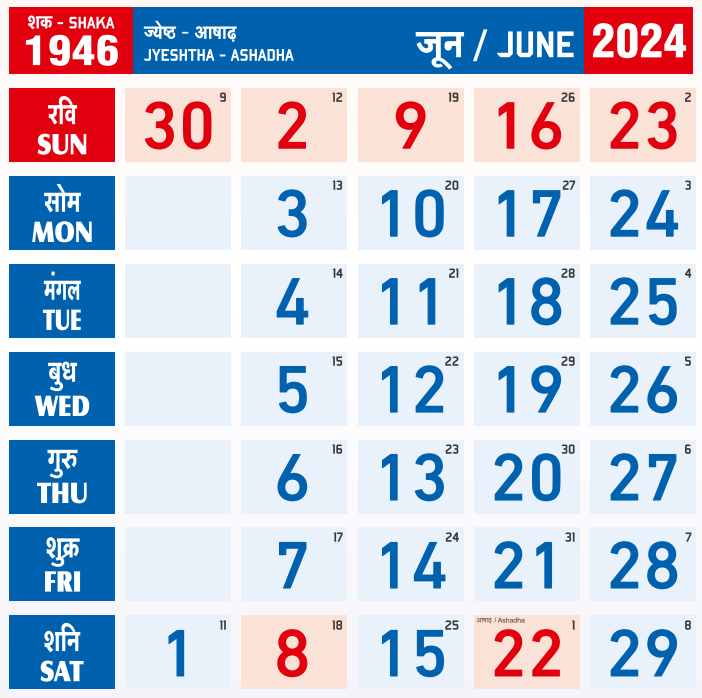 शक - SHAKA
1946
ज्येष्ठ - आषाढ़
JYESHTHA - ASHADHA
जून / JUNE
2024
रवि
SUN
30 9
2 12
9 19
16 26
23 2
सोम
MON
3 13
10 20
17 27
24 3
मंगल
TUE
4 14
11 21
18 28
25 4
बुध
WED
5 15
12 22
19 29
26 5
गुरु
THU
6 16
13 23
20 30
27 6
शुक्र
FRI
7 17
14 24
21 31
28 7
शनि
SAT
1 11
8 18
15 25
आषाढ़ / Ashadha
22 1
29 8